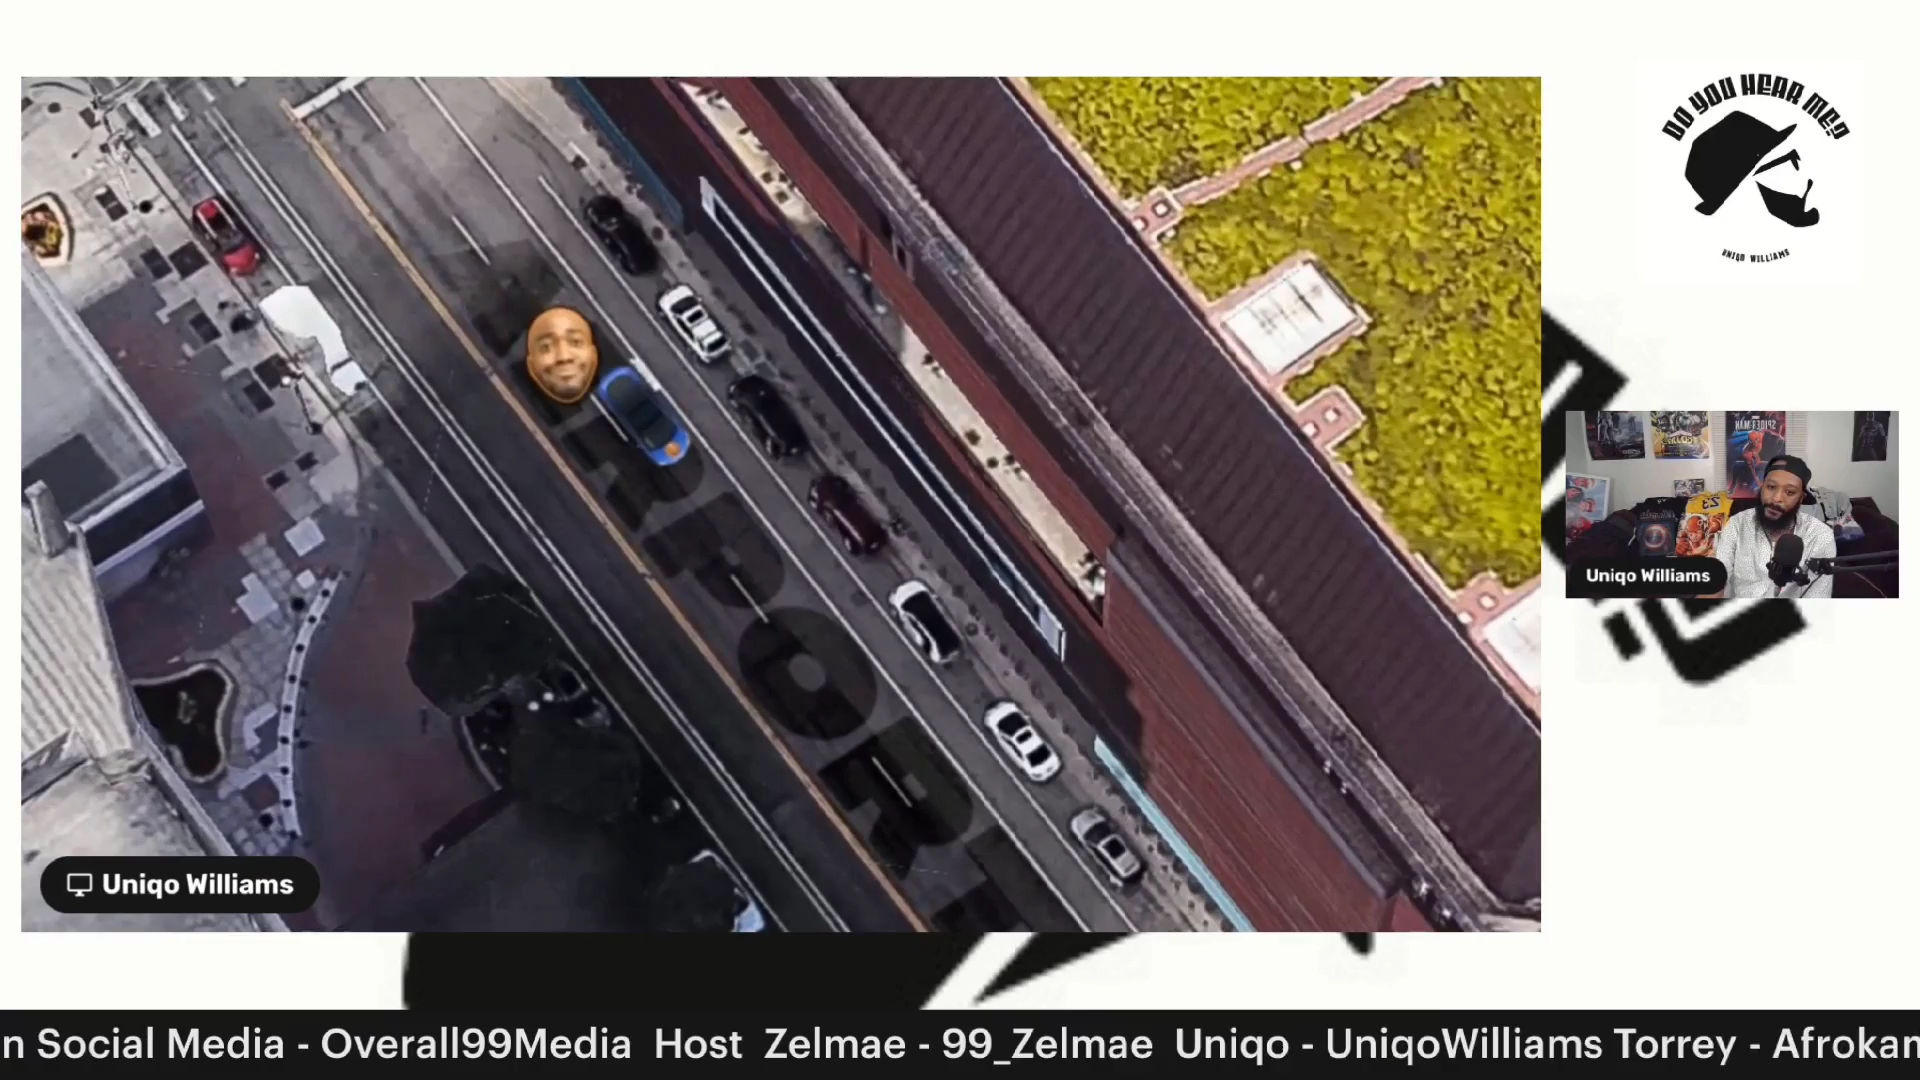 DO YOU HEAR ME?
UNIQO WILLIAMS
RPORT
Uniqo Williams
Uniqo Williams
n Social Media - Overall99Media Host Zelmae - 99_Zelmae Uniqo - UniqoWilliams Torrey - Afrokan